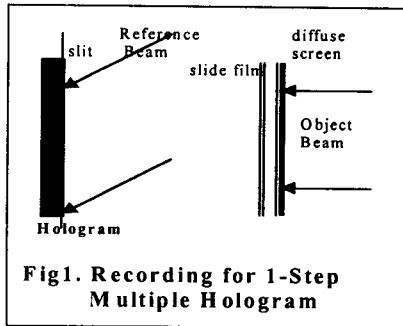 slit
Reference
Beam
diffuse
screen
slide film
Object
Beam
Hologram
Fig1. Recording for 1-Step
Multiple Hologram